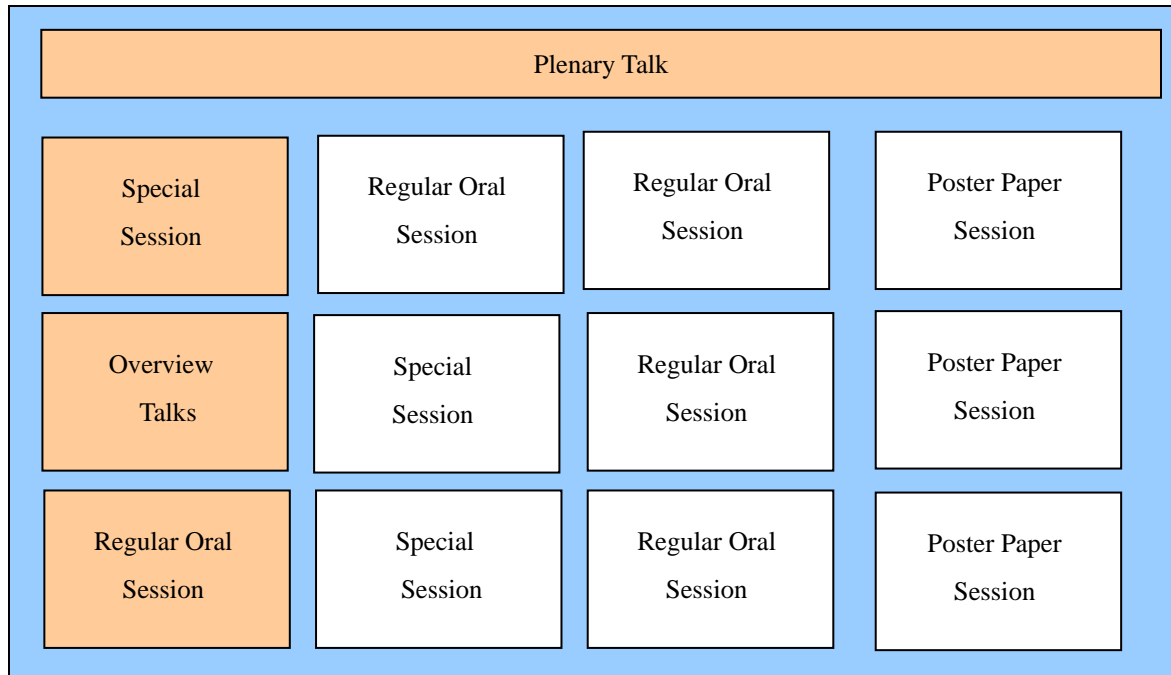 Plenary Talk
Special
Session
Regular Oral
Session
Regular Oral
Session
Poster Paper
Session
Overview
Talks
Special
Session
Regular Oral
Session
Poster Paper
Session
Regular Oral
Session
Special
Session
Regular Oral
Session
Poster Paper
Session